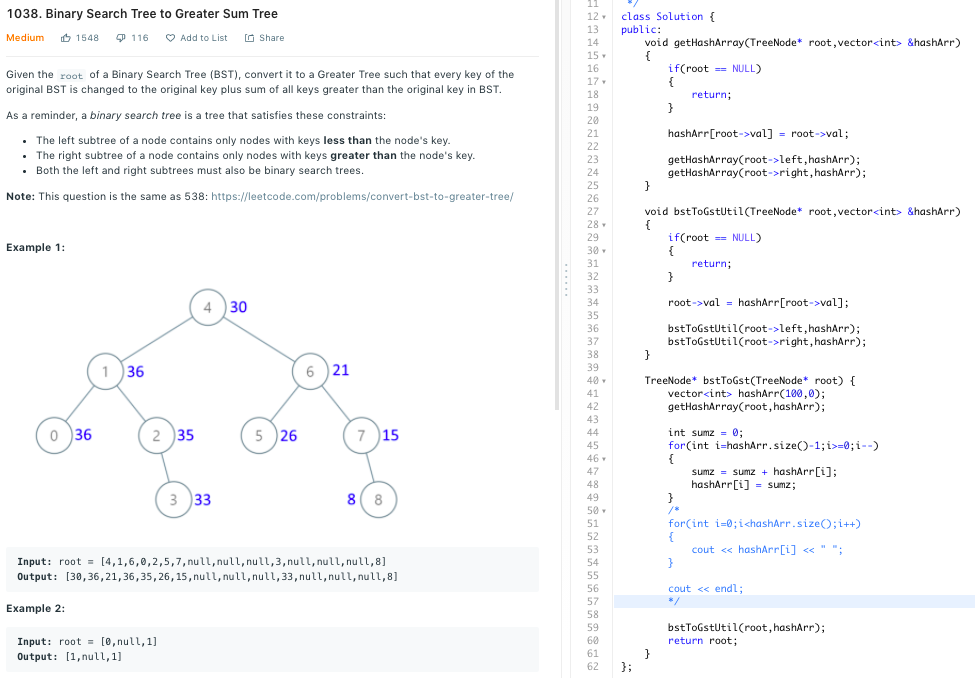 1038. Binary Search Tree to Greater Sum Tree
Medium 1548 116 Add to List Share
Given the root of a Binary Search Tree (BST), convert it to a Greater Tree such that every key of the
original BST is changed to the original key plus sum of all keys greater than the original key in BST.
As a reminder, a binary search tree is a tree that satisfies these constraints:
• The left subtree of a node contains only nodes with keys less than the node's key.
• The right subtree of a node contains only nodes with keys greater than the node's key.
• Both the left and right subtrees must also be binary search trees.
Note: This question is the same as 538: https://leetcode.com/problems/convert-bst-to-greater-tree/
Example 1:
4 30
1 36 6 21
0 36 2 35 5 26 7 15
3 33 8 8
Input: root = [4,1,6,0,2,5,7,null,null,null,3,null,null,null,8]
Output: [30,36,21,36,35,26,15,null,null,null,33,null,null,null,8]
Example 2:
Input: root = [0,null,1]
Output: [1,null,1]
11 */
12 class Solution {
13 public:
14 void getHashArray(TreeNode* root,vector<int> &hashArr)
15 {
16 if(root == NULL)
17 {
18 return;
19 }
20
21 hashArr[root->val] = root->val;
22
23 getHashArray(root->left,hashArr);
24 getHashArray(root->right,hashArr);
25 }
26
27 void bstToGstUtil(TreeNode* root,vector<int> &hashArr)
28 {
29 if(root == NULL)
30 {
31 return;
32 }
33
34 root->val = hashArr[root->val];
35
36 bstToGstUtil(root->left,hashArr);
37 bstToGstUtil(root->right,hashArr);
38 }
39
40 TreeNode* bstToGst(TreeNode* root) {
41 vector<int> hashArr(100,0);
42 getHashArray(root,hashArr);
43
44 int sumz = 0;
45 for(int i=hashArr.size()-1;i>=0;i--)
46 {
47 sumz = sumz + hashArr[i];
48 hashArr[i] = sumz;
49 }
50 /*
51 for(int i=0;i<hashArr.size();i++)
52 {
53 cout << hashArr[i] << " ";
54 }
55
56 cout << endl;
57 */
58
59 bstToGstUtil(root,hashArr);
60 return root;
61 }
62 };